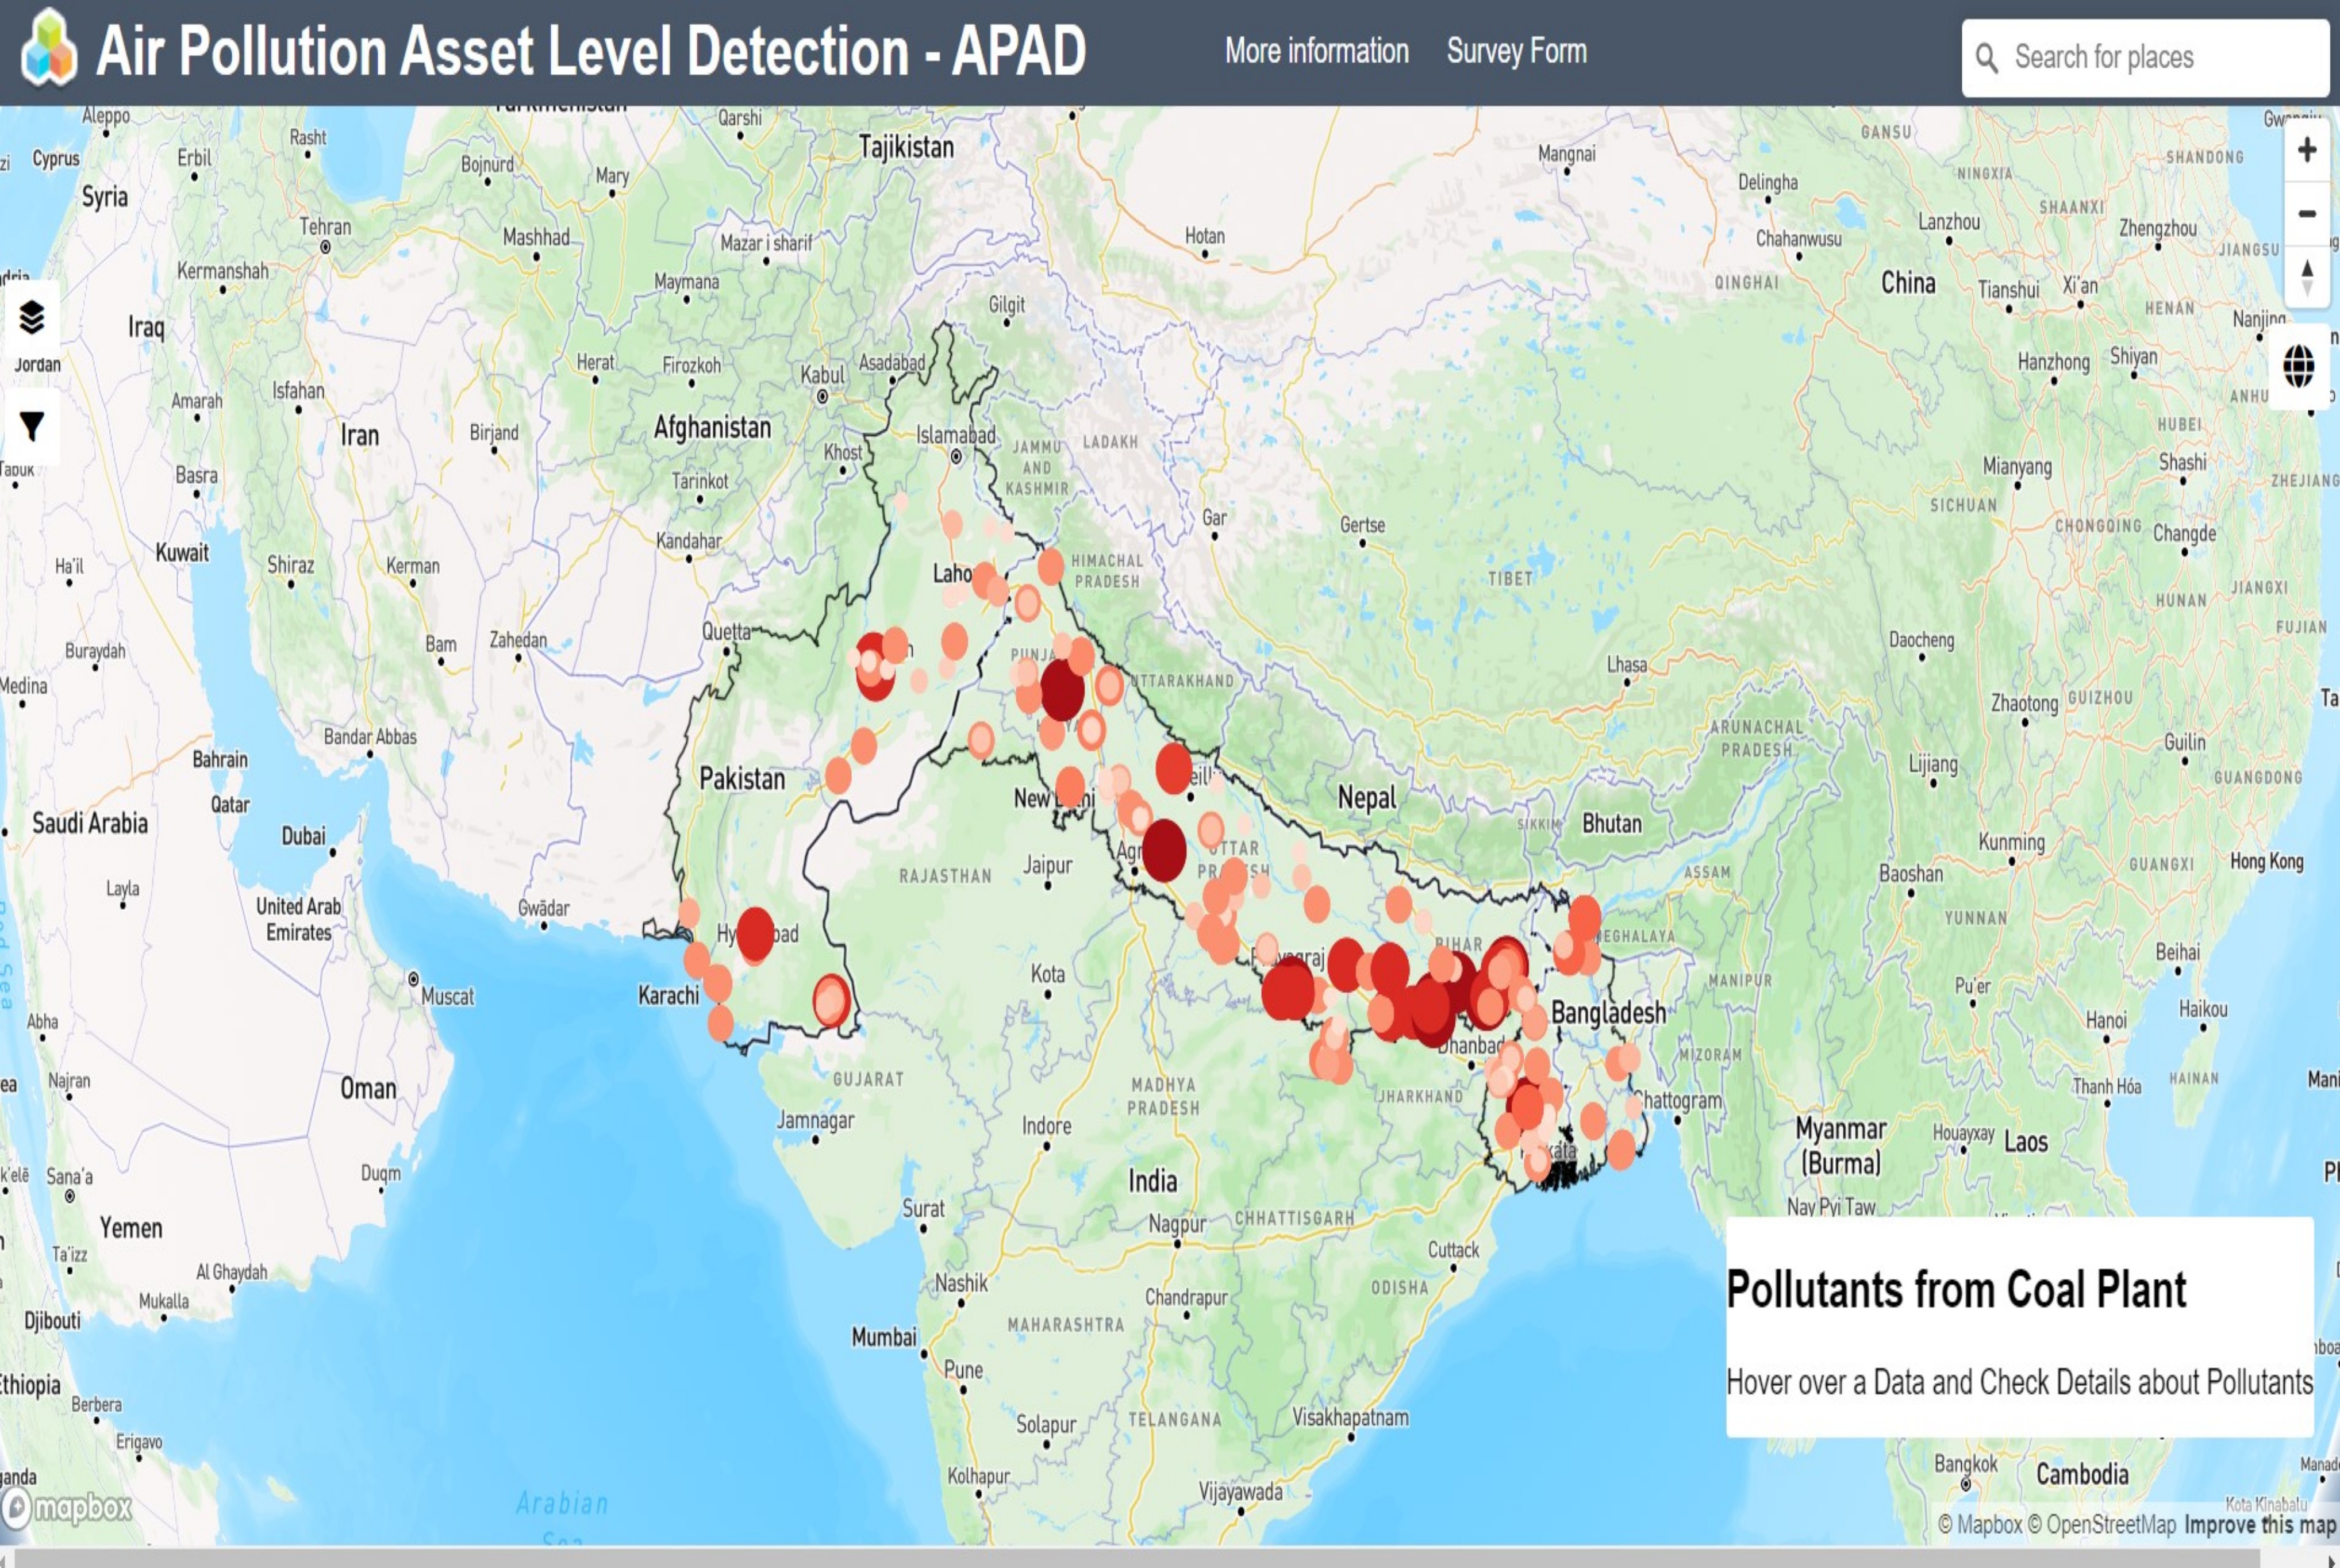 Air Pollution Asset Level Detection - APAD
More information
Survey Form
Search for places
Aleppo
Rasht
Qarshi
Tajikistan
GANSU
Cyprus
Erbil
Bojnurd
Mary
Mangnai
SHANDONG
Syria
Delingha
NINGXIA
Tehran
Mashhad
Mazar i sharif
Hotan
Chahanwusu
Lanzhou
SHAANXI
Zhengzhou
JIANGSU
Kermanshah
Maymana
QINGHAI
China
Tianshui
Xi'an
HENAN
Iraq
Gilgit
Nanjing
Jordan
Herat
Firozkoh
Kabul
Asadabad
Hanzhong
Shiyan
Amarah
Isfahan
Iran
Birjand
Afghanistan
Khost
Islamabad
JAMMU
AND
KASHMIR
LADAKH
HUBEI
Tabuk
Basra
Tarinkot
Mianyang
Shashi
ZHEJIANG
SICHUAN
Kandahar
Gar
Gertse
CHONGQING
Changde
Kuwait
Ha'il
Shiraz
Kerman
HIMACHAL
PRADESH
TIBET
JIANGXI
HUNAN
Buraydah
Bam
Zahedan
Quetta
Daocheng
FUJIAN
Medina
UTTARAKHAND
Lhasa
Zhaotong
GUIZHOU
Bandar Abbas
ARUNACHAL
PRADESH
Guilin
Bahrain
Pakistan
Lijiang
GUANGDONG
Qatar
Nepal
Saudi Arabia
Dubai
SIKKIM
Bhutan
Kunming
Jaipur
UTTAR
RAJASTHAN
ASSAM
Baoshan
GUANGXI
Hong Kong
Layla
United Arab
Emirates
Gwādar
YUNNAN
BIHAR
Beihai
Muscat
Karachi
Kota
MANIPUR
Pu'er
Haikou
Abha
Bangladesh
Hanoi
Najran
Oman
GUJARAT
Dhanbad
MIZORAM
Thanh Hóa
HAINAN
MADHYA
PRADESH
JHARKHAND
Chattogram
Jamnagar
Indore
Myanmar
(Burma)
Houayxay
Laos
Sana'a
Duqm
India
Surat
Nagpur
CHHATTISGARH
Nay Pyi Taw
Yemen
Ta'izz
Al Ghaydah
Cuttack
Nashik
ODISHA
Mukalla
Chandrapur
Djibouti
Mumbai
MAHARASHTRA
Pune
Berbera
Solapur
TELANGANA
Visakhapatnam
Erigavo
Kolhapur
Vijayawada
Arabian
Sea
Pollutants from Coal Plant
Hover over a Data and Check Details about Pollutants
Bangkok
Cambodia
Kota Kinabalu
mapbox
© Mapbox © OpenStreetMap Improve this map